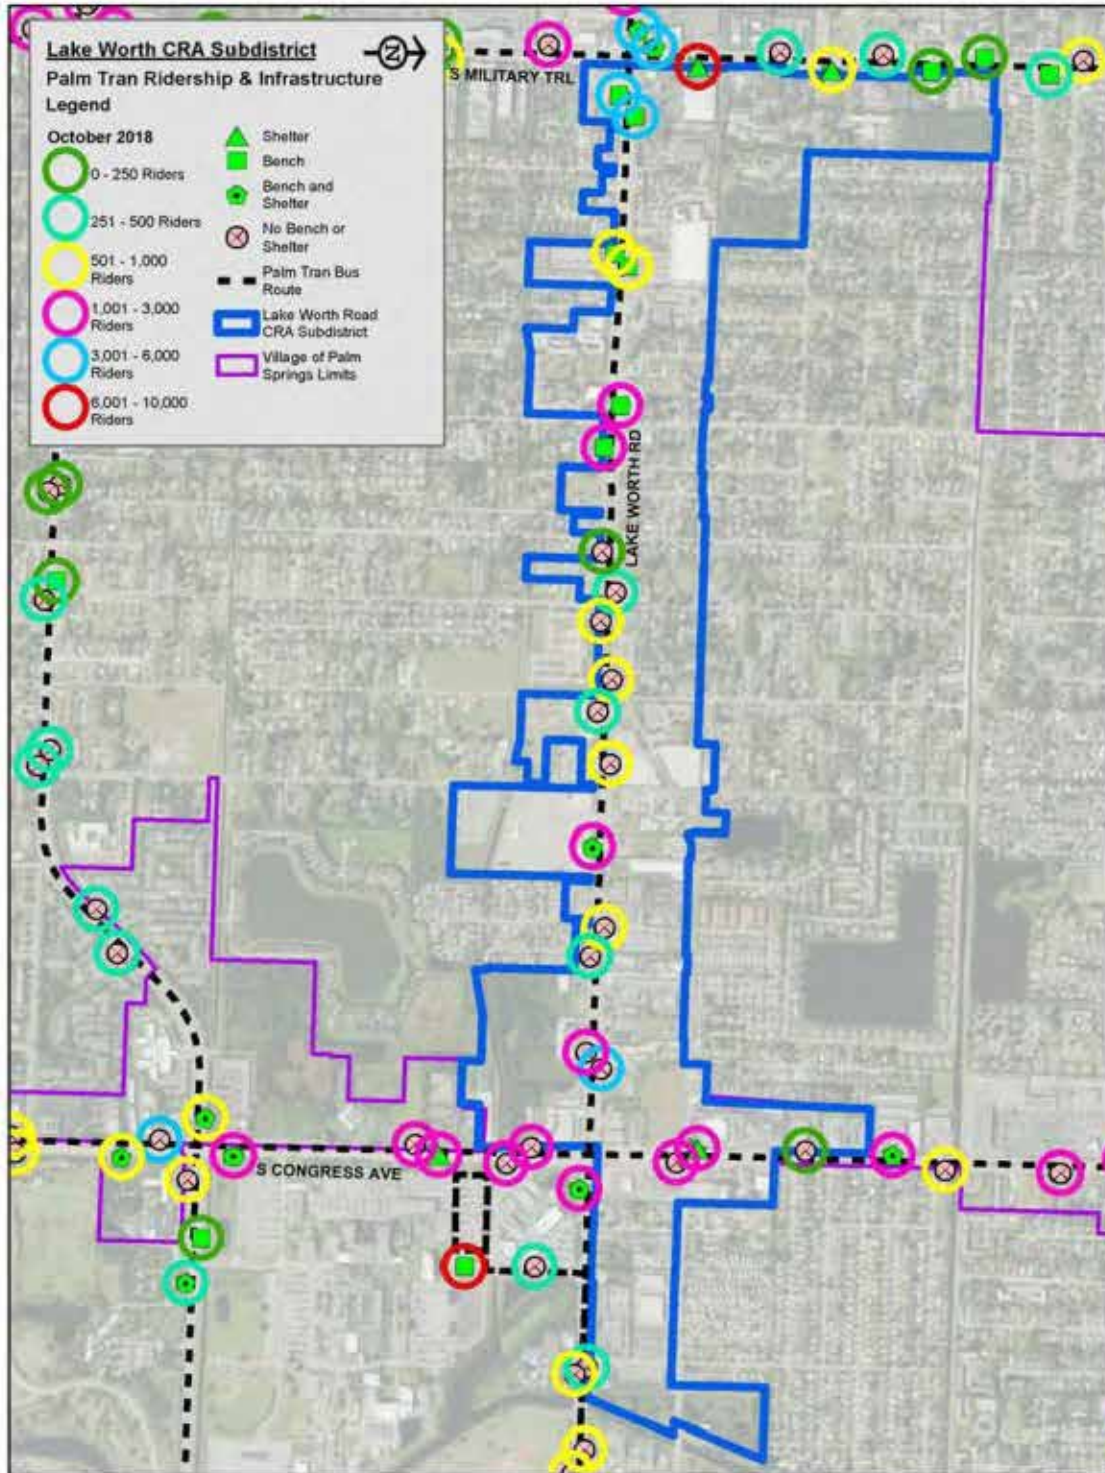 Lake Worth CRA Subdistrict
N
Palm Tran Ridership & Infrastructure
Legend
October 2018
0 - 250 Riders
251 - 500 Riders
501 - 1,000
Riders
1,001 - 3,000
Riders
3,001 - 6,000
Riders
6,001 - 10,000
Riders
Shelter
Bench
Bench and
Shelter
No Bench or
Shelter
Palm Tran Bus
Route
Lake Worth Road
CRA Subdistrict
Village of Palm
Springs Limits
S MILITARY TRL
LAKE WORTH RD
S CONGRESS AVE